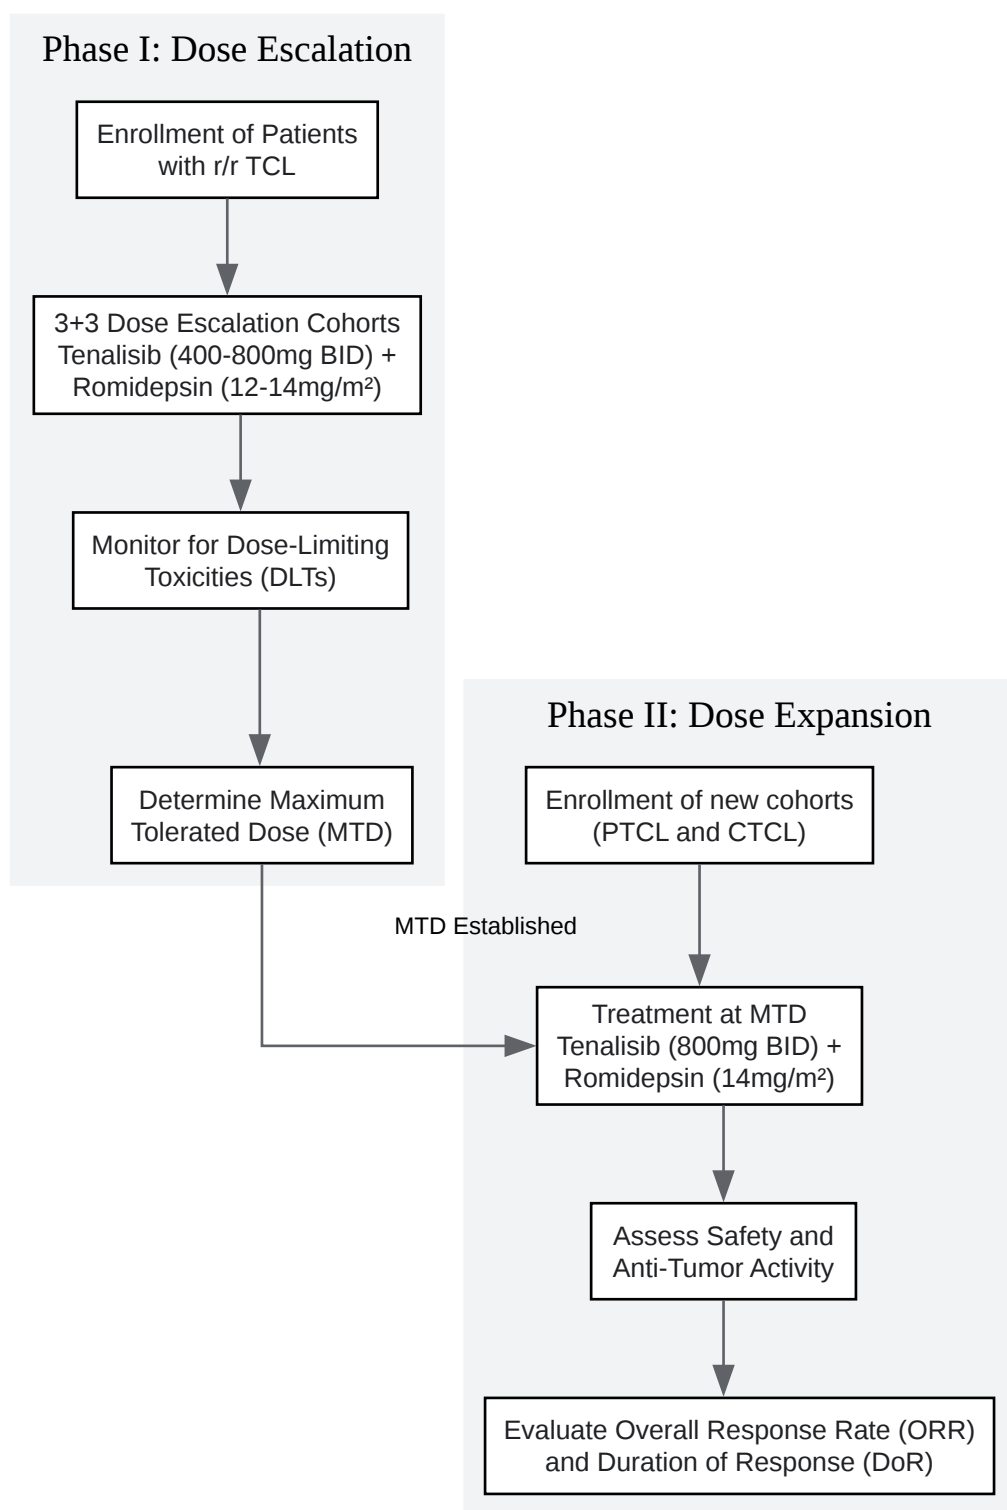 Phase I: Dose Escalation
Enrollment of Patients
with r/r TCL
3+3 Dose Escalation Cohorts
Tenalisib (400-800mg BID) +
Romidepsin (12-14mg/m²)
Monitor for Dose-Limiting
Toxicities (DLTs)
Determine Maximum
Tolerated Dose (MTD)
MTD Established
Phase II: Dose Expansion
Enrollment of new cohorts
(PTCL and CTCL)
Treatment at MTD
Tenalisib (800mg BID) +
Romidepsin (14mg/m²)
Assess Safety and
Anti-Tumor Activity
Evaluate Overall Response Rate (ORR)
and Duration of Response (DoR)